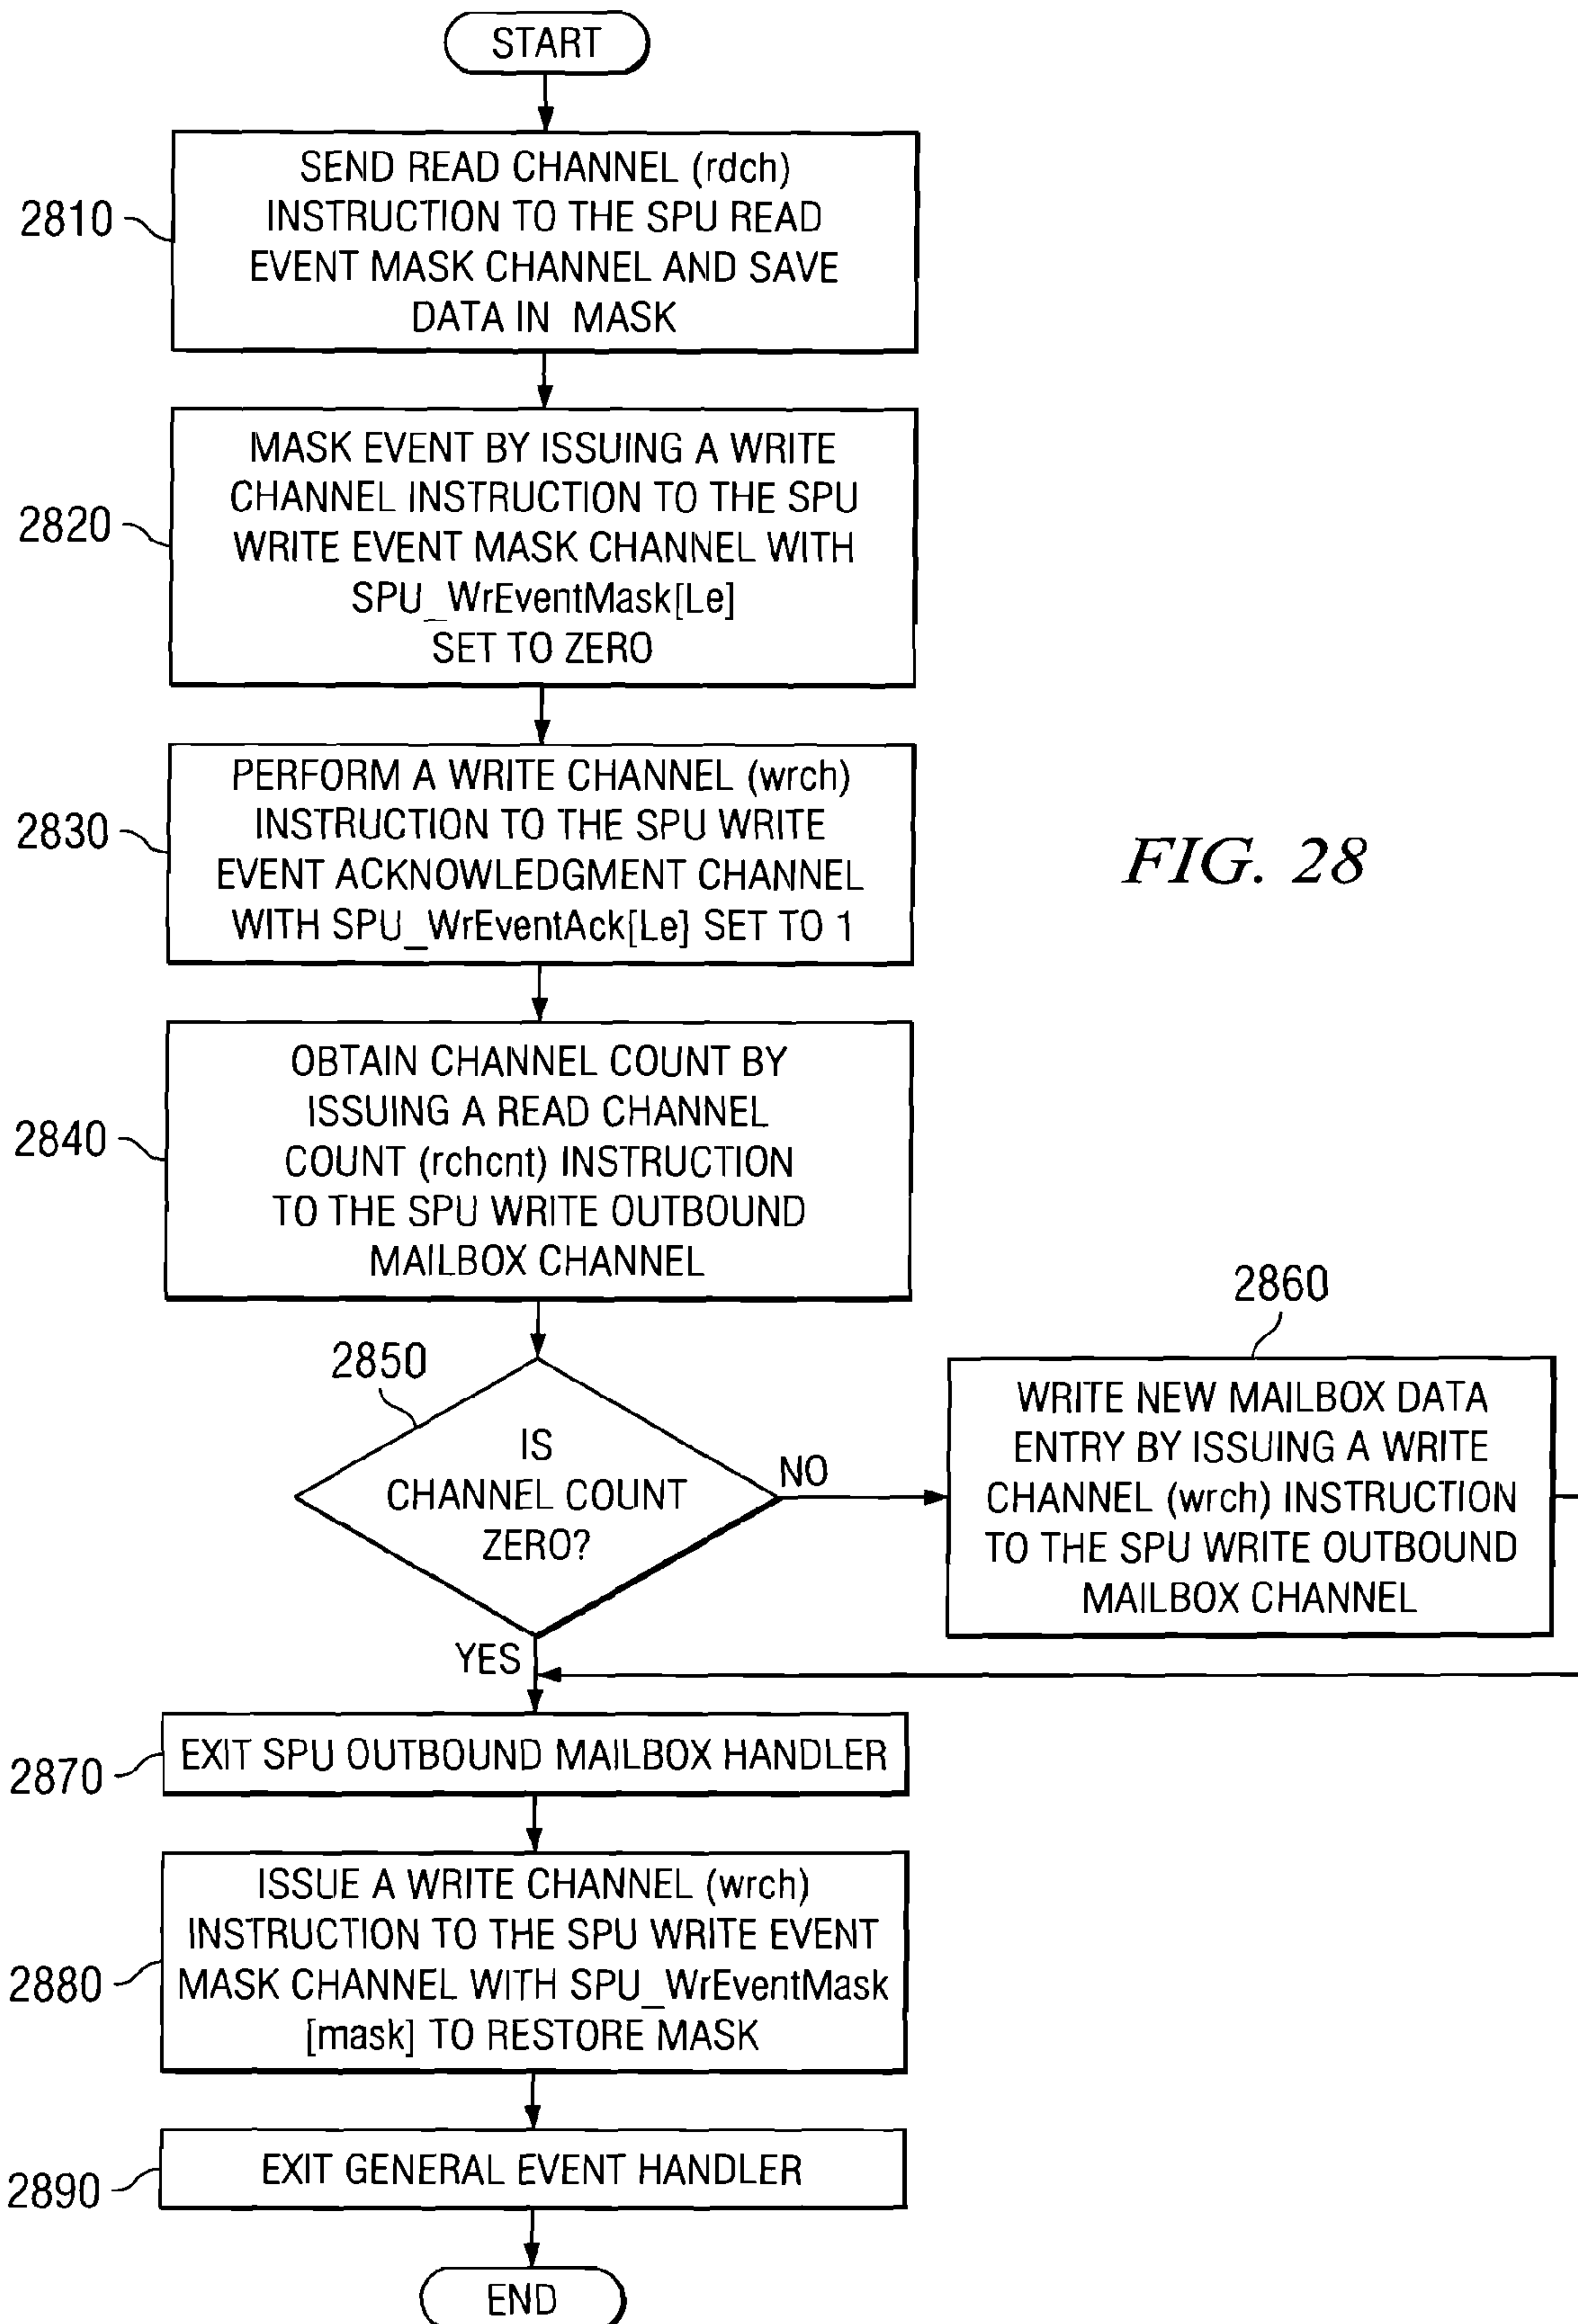 START
2810
SEND READ CHANNEL (rdch)
INSTRUCTION TO THE SPU READ
EVENT MASK CHANNEL AND SAVE
DATA IN MASK
2820
MASK EVENT BY ISSUING A WRITE
CHANNEL INSTRUCTION TO THE SPU
WRITE EVENT MASK CHANNEL WITH
SPU_WrEventMask[Le]
SET TO ZERO
2830
PERFORM A WRITE CHANNEL (wrch)
INSTRUCTION TO THE SPU WRITE
EVENT ACKNOWLEDGMENT CHANNEL
WITH SPU_WrEventAck[Le] SET TO 1
FIG. 28
2840
OBTAIN CHANNEL COUNT BY
ISSUING A READ CHANNEL
COUNT (rchcnt) INSTRUCTION
TO THE SPU WRITE OUTBOUND
MAILBOX CHANNEL
2850
IS
CHANNEL COUNT
ZERO?
NO
YES
2860
WRITE NEW MAILBOX DATA
ENTRY BY ISSUING A WRITE
CHANNEL (wrch) INSTRUCTION
TO THE SPU WRITE OUTBOUND
MAILBOX CHANNEL
2870
EXIT SPU OUTBOUND MAILBOX HANDLER
2880
ISSUE A WRITE CHANNEL (wrch)
INSTRUCTION TO THE SPU WRITE EVENT
MASK CHANNEL WITH SPU_WrEventMask
[mask] TO RESTORE MASK
2890
EXIT GENERAL EVENT HANDLER
END